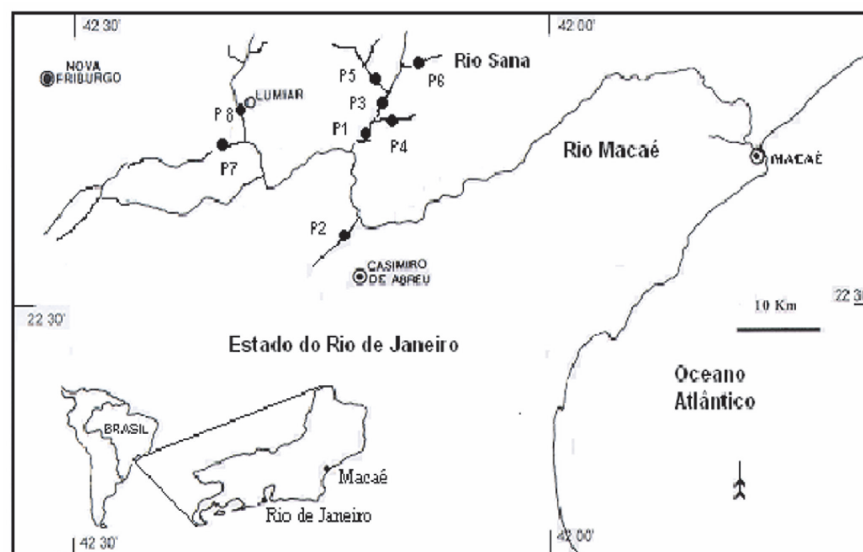 42 30'
42 00'
NOVA
FRIBURGO
LUMIAR
P8
P7
P5
P6
Rio Sana
P3
P1
P4
Rio Macaé
MACAÉ
P2
CASIMIRO
DE ABREU
22 30'
22 30
10 Km
Estado do Rio de Janeiro
Oceano
Atlântico
BRASIL
Macaé
Rio de Janeiro
42 30'
42 00'